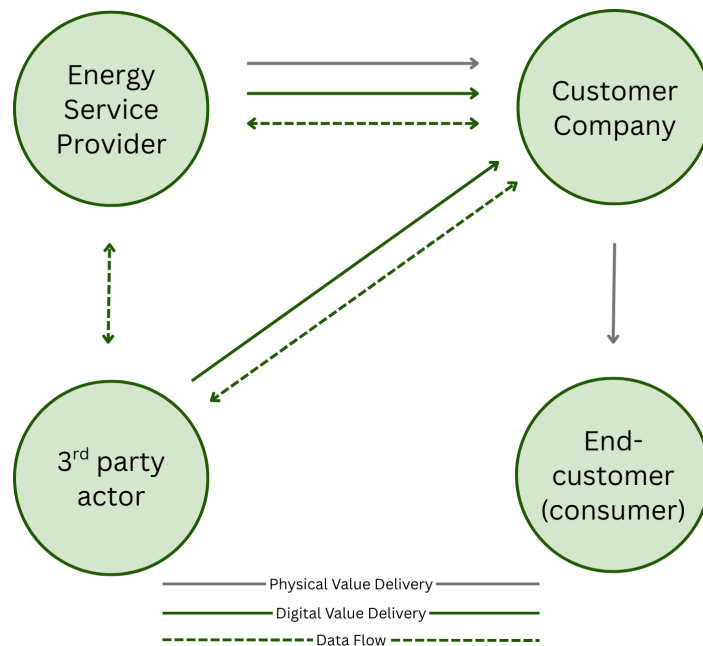 Energy
Service
Provider
Customer
Company
3rd party
actor
End-
customer
(consumer)
Physical Value Delivery
Digital Value Delivery
Data Flow